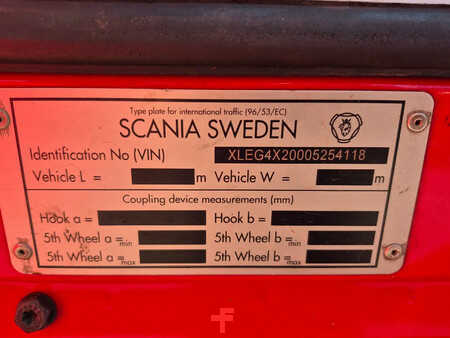 Type plate for international traffic (96/53/EC)
SCANIA SWEDEN
Identification No (VIN) XLEG4X20005254118
Vehicle L = m Vehicle W = m
Coupling device measurements (mm)
Hook a = Hook b =
5th Wheel a min = 5th Wheel b min =
5th Wheel a max = 5th Wheel b max =